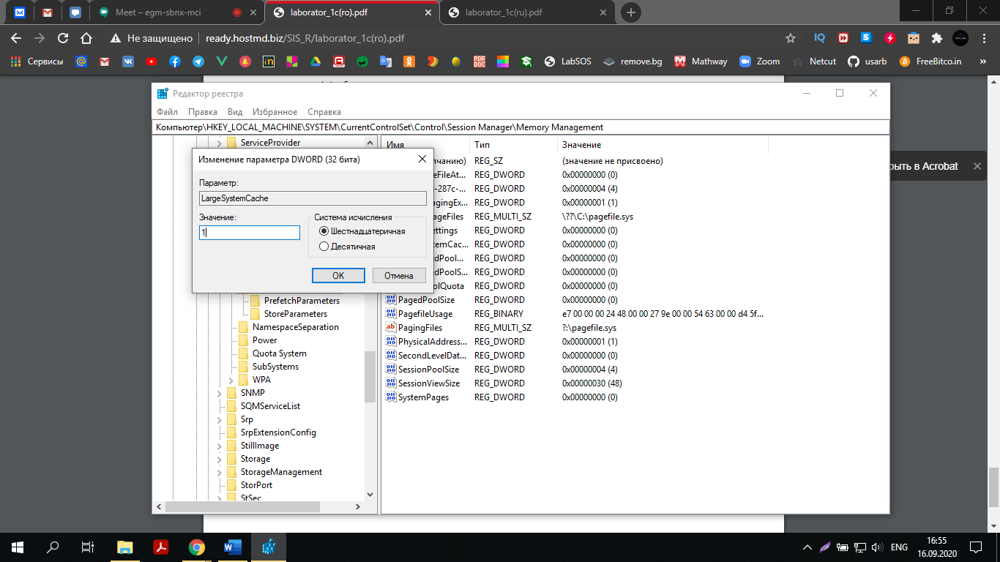 Meet – egm-sbnx-mci
laborator_1c(ro).pdf
laborator_1c(ru).pdf
Не защищено
ready.hostmd.biz/SIS_R/laborator_1c(ro).pdf
Сервисы
LabSOS
remove.bg
Mathway
Zoom
Netcut
usarb
FreeBitco.in
»
Редактор реестра
Файл Правка Вид Избранное Справка
Компьютер\HKEY_LOCAL_MACHINE\SYSTEM\CurrentControlSet\Control\Session Manager\Memory Management
ServiceProvider
Изменение параметра DWORD (32 бита)
Параметр:
LargeSystemCache
Значение:
1
Система исчисления
Шестнадцатеричная
Десятичная
OK
Отмена
PrefetchParameters
StoreParameters
NamespaceSeparation
Power
Quota System
SubSystems
WPA
SNMP
SQMServiceList
Srp
SrpExtensionConfig
StillImage
Storage
StorageManagement
StorPort
StSec
Имя Тип Значение
лчанию) REG_SZ (значение не присвоено)
eFileAt... REG_DWORD 0x00000000 (0)
-287c-... REG_DWORD 0x00000004 (4)
agingEx... REG_DWORD 0x00000001 (1)
ageFiles REG_MULTI_SZ \??\C:\pagefile.sys
ettings REG_DWORD 0x00000000 (0)
emCac... REG_DWORD 0x00000000 (0)
edPool... REG_DWORD 0x00000000 (0)
edPoolS... REG_DWORD 0x00000000 (0)
olQuota REG_DWORD 0x00000000 (0)
PagedPoolSize REG_DWORD 0x00000000 (0)
PagefileUsage REG_BINARY e7 00 00 00 24 48 00 00 27 9e 00 00 54 63 00 00 d4 5f...
PagingFiles REG_MULTI_SZ ?:\pagefile.sys
PhysicalAddress... REG_DWORD 0x00000001 (1)
SecondLevelDat... REG_DWORD 0x00000000 (0)
SessionPoolSize REG_DWORD 0x00000004 (4)
SessionViewSize REG_DWORD 0x00000030 (48)
SystemPages REG_DWORD 0x00000000 (0)
рыть в Acrobat
ENG
16:55
16.09.2020